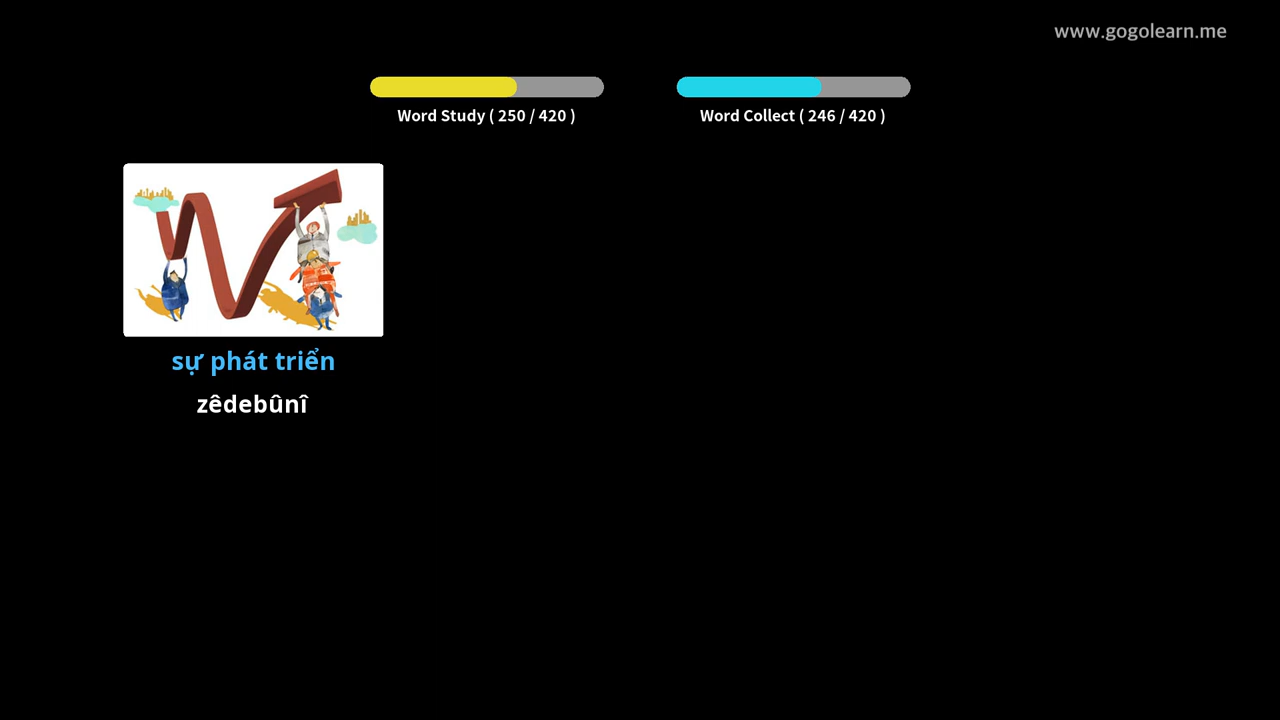 www.gogolearn.me
Word Study ( 250 / 420 )
Word Collect ( 246 / 420 )
sự phát triển
zêdebûnî